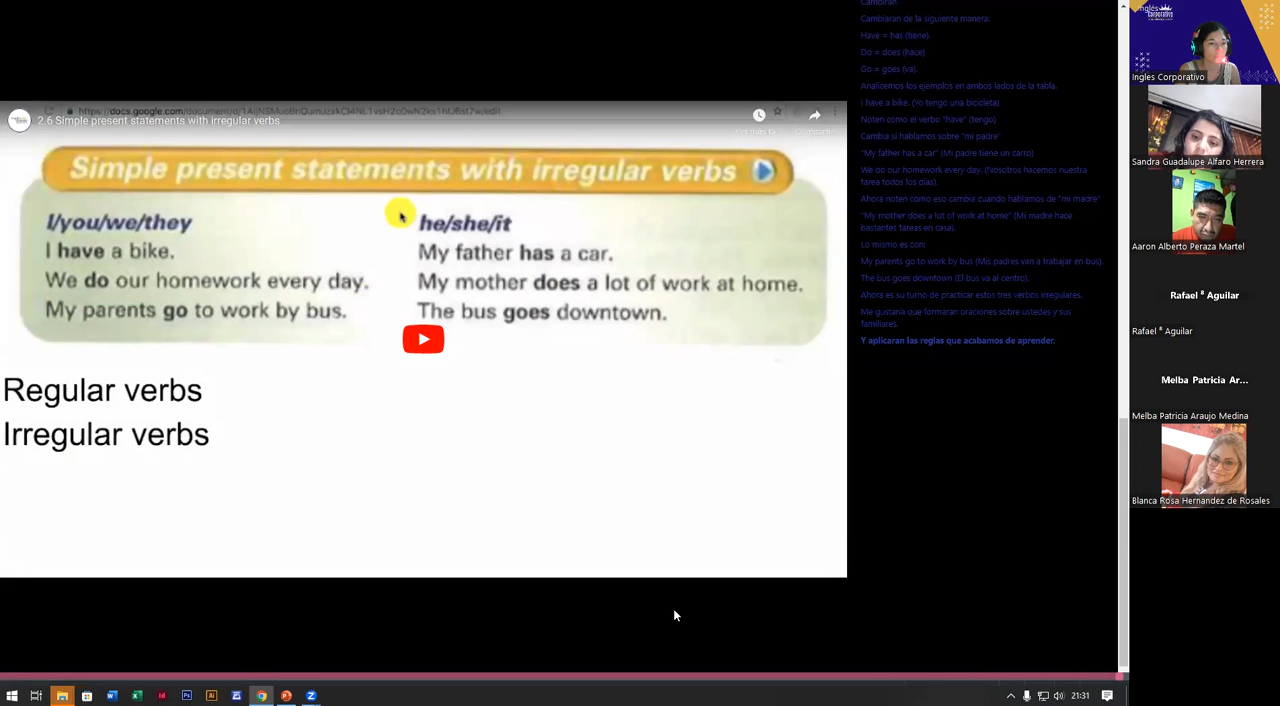 https://docs.google.com/document/d/
2.6 Simple present statements with irregular verbs
Simple statements with irregular verbs
I/you/we/they
I have a bike.
We do our homework every day.
My parents go to work by bus.
he/she/it
My father has a car.
My mother does a lot of work at home.
The bus goes downtown.
Regular verbs
Irregular verbs
Cambiaran de la siguiente manera:
Have = has (tiene).
Do = does (hace).
Go = goes (va).
Analicemos los ejemplos en ambos lados de la tabla.
I have a bike. (Yo tengo una bicicleta)
Noten como el verbo "have" (tengo)
Cambia si hablamos sobre "mi padre"
"My father has a car" (Mi padre tiene un carro)
We do our homework every day. (Nosotros hacemos nuestra
tarea todos los días).
Ahora noten como eso cambia cuando hablamos de "mi madre"
"My mother does a lot of work at home" (Mi madre hace
bastantes tareas en casa).
Lo mismo es con:
My parents go to work by bus (Mis padres van a trabajar en bus).
The bus goes downtown (El bus va al centro).
Ahora es su turno de practicar estos tres verbos irregulares.
Me gustaría que formaran oraciones sobre ustedes y sus
familiares.
Y aplicaran las reglas que acabamos de aprender.
Inglés
Corporativo
Ingles Corporativo
Sandra Guadalupe Alfaro Herrera
Aaron Alberto Peraza Martel
Rafael ª Aguilar
Rafael ª Aguilar
Melba Patricia Ar...
Melba Patricia Araujo Medina
Blanca Rosa Hernandez de Rosales
21:31